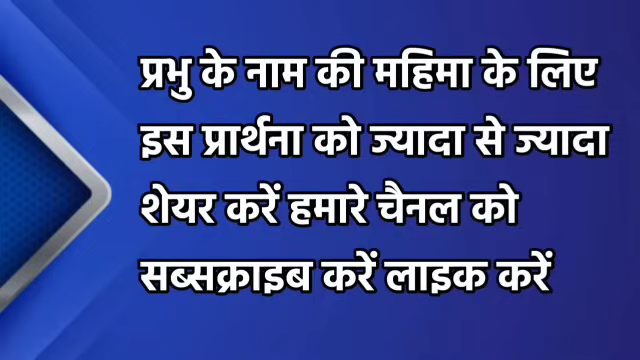 प्रभु के नाम की महिमा के लिए
इस प्रार्थना को ज्यादा से ज्यादा
शेयर करें हमारे चैनल को
सब्सक्राइब करें लाइक करें